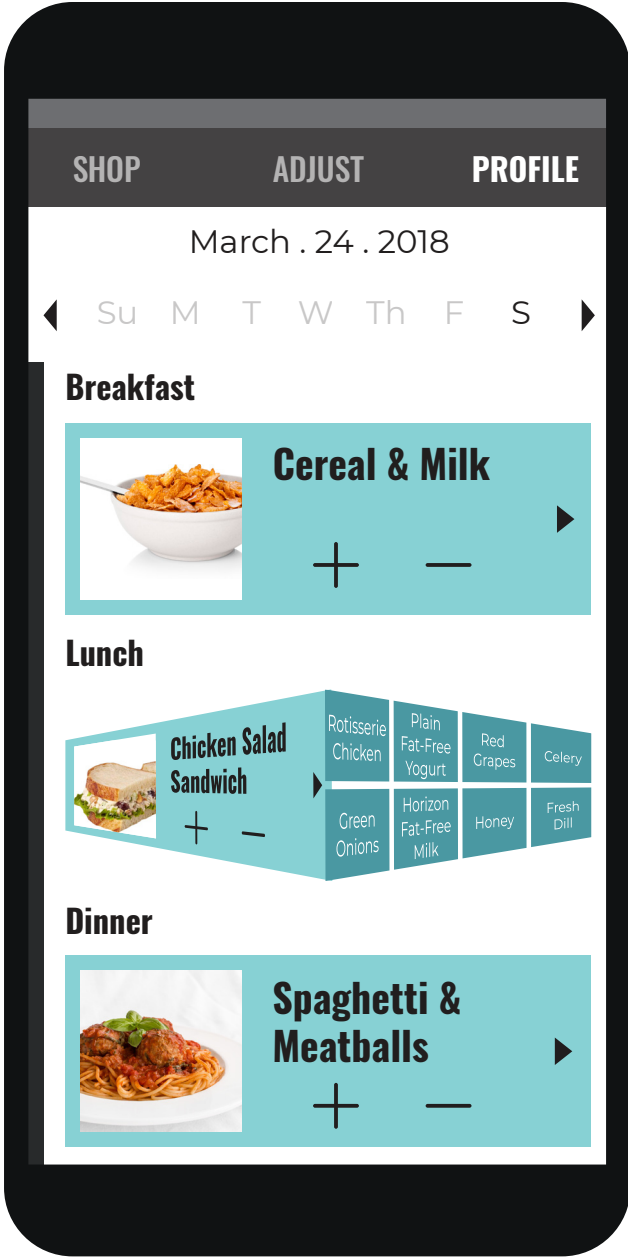 SHOP ADJUST PROFILE
March . 24 . 2018
Su M T W Th F S
Breakfast
Cereal & Milk
Lunch
Chicken Salad
Sandwich
Rotisserie
Chicken
Plain
Fat-Free
Yogurt
Red
Grapes
Celery
Green
Onions
Horizon
Fat-Free
Milk
Honey
Fresh
Dill
Dinner
Spaghetti &
Meatballs